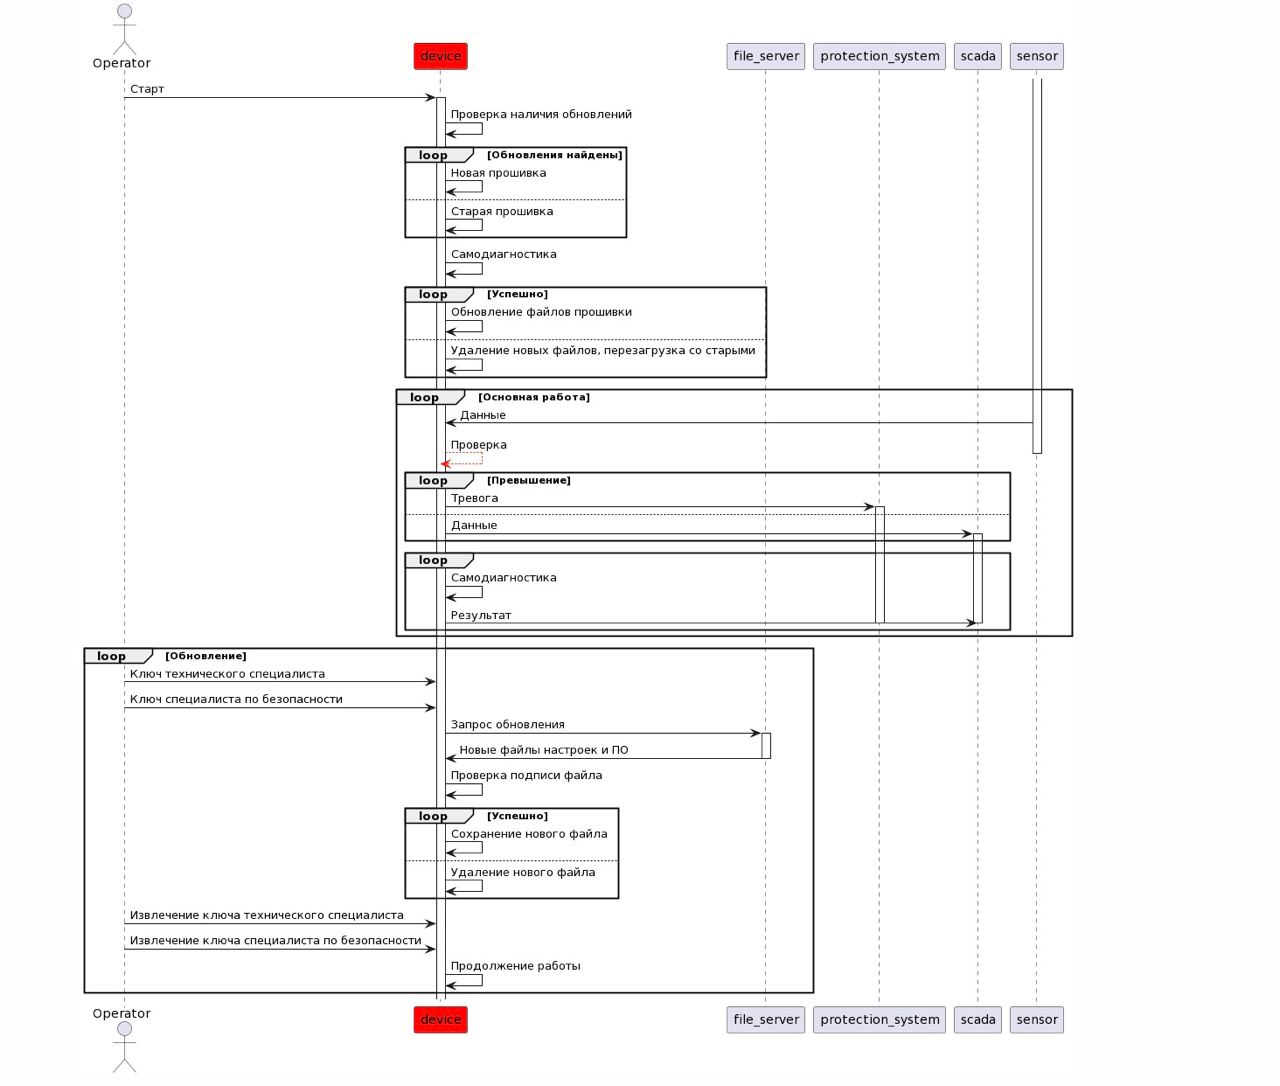 Operator
device
file_server
protection_system
scada
sensor
Старт
Проверка наличия обновлений
loop [Обновления найдены]
Новая прошивка
Старая прошивка
Самодиагностика
loop [Успешно]
Обновление файлов прошивки
Удаление новых файлов, перезагрузка со старыми
loop [Основная работа]
Данные
Проверка
loop [Превышение]
Тревога
Данные
loop
Самодиагностика
Результат
loop [Обновление]
Ключ технического специалиста
Ключ специалиста по безопасности
Запрос обновления
Новые файлы настроек и ПО
Проверка подписи файла
loop [Успешно]
Сохранение нового файла
Удаление нового файла
Извлечение ключа технического специалиста
Извлечение ключа специалиста по безопасности
Продолжение работы
Operator
device
file_server
protection_system
scada
sensor